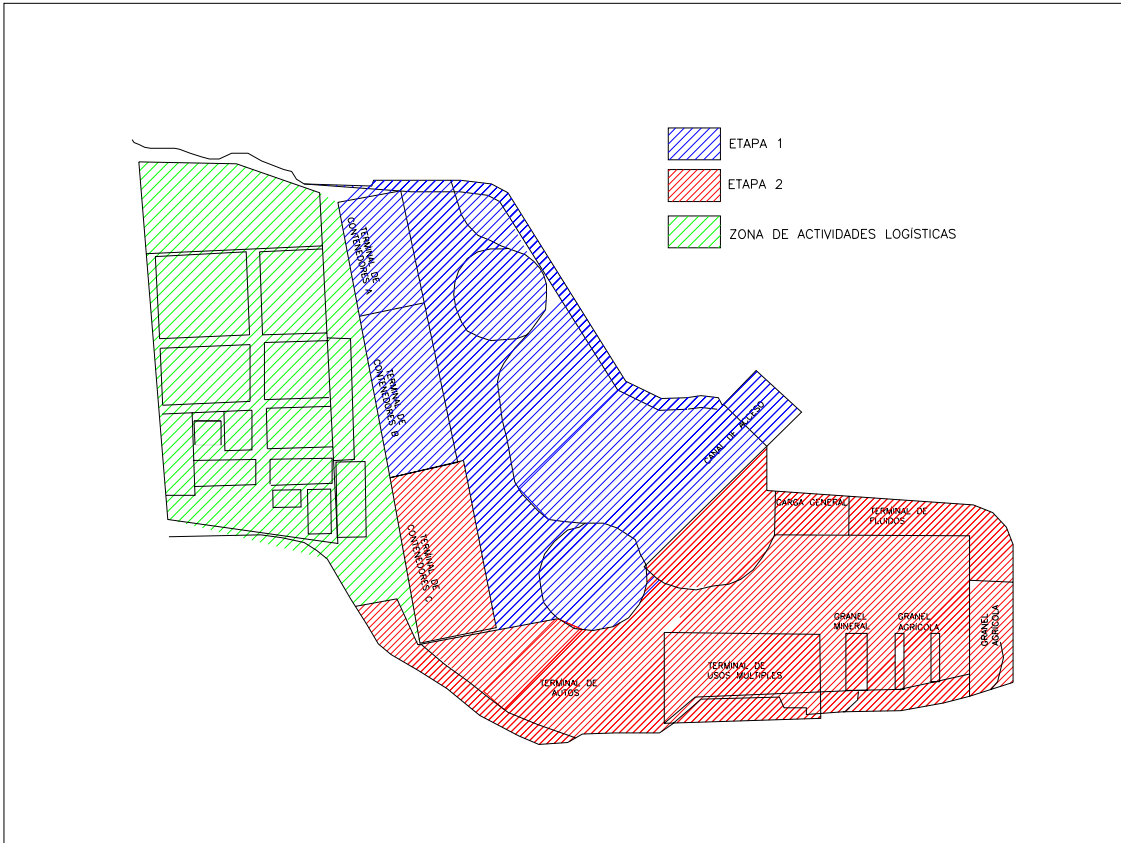 ETAPA 1
ETAPA 2
ZONA DE ACTIVIDADES LOGÍSTICAS
TERMINAL DE
CONTENEDORES A
TERMINAL DE
CONTENEDORES B
TERMINAL DE
CONTENEDORES C
CANAL DE ACCESO
CARGA GENERAL
TERMINAL DE
FLUIDOS
GRANEL
MINERAL
GRANEL
AGRICOLA
GRANEL
AGRICOLA
TERMINAL DE
USOS MULTIPLES
TERMINAL DE
AUTOS